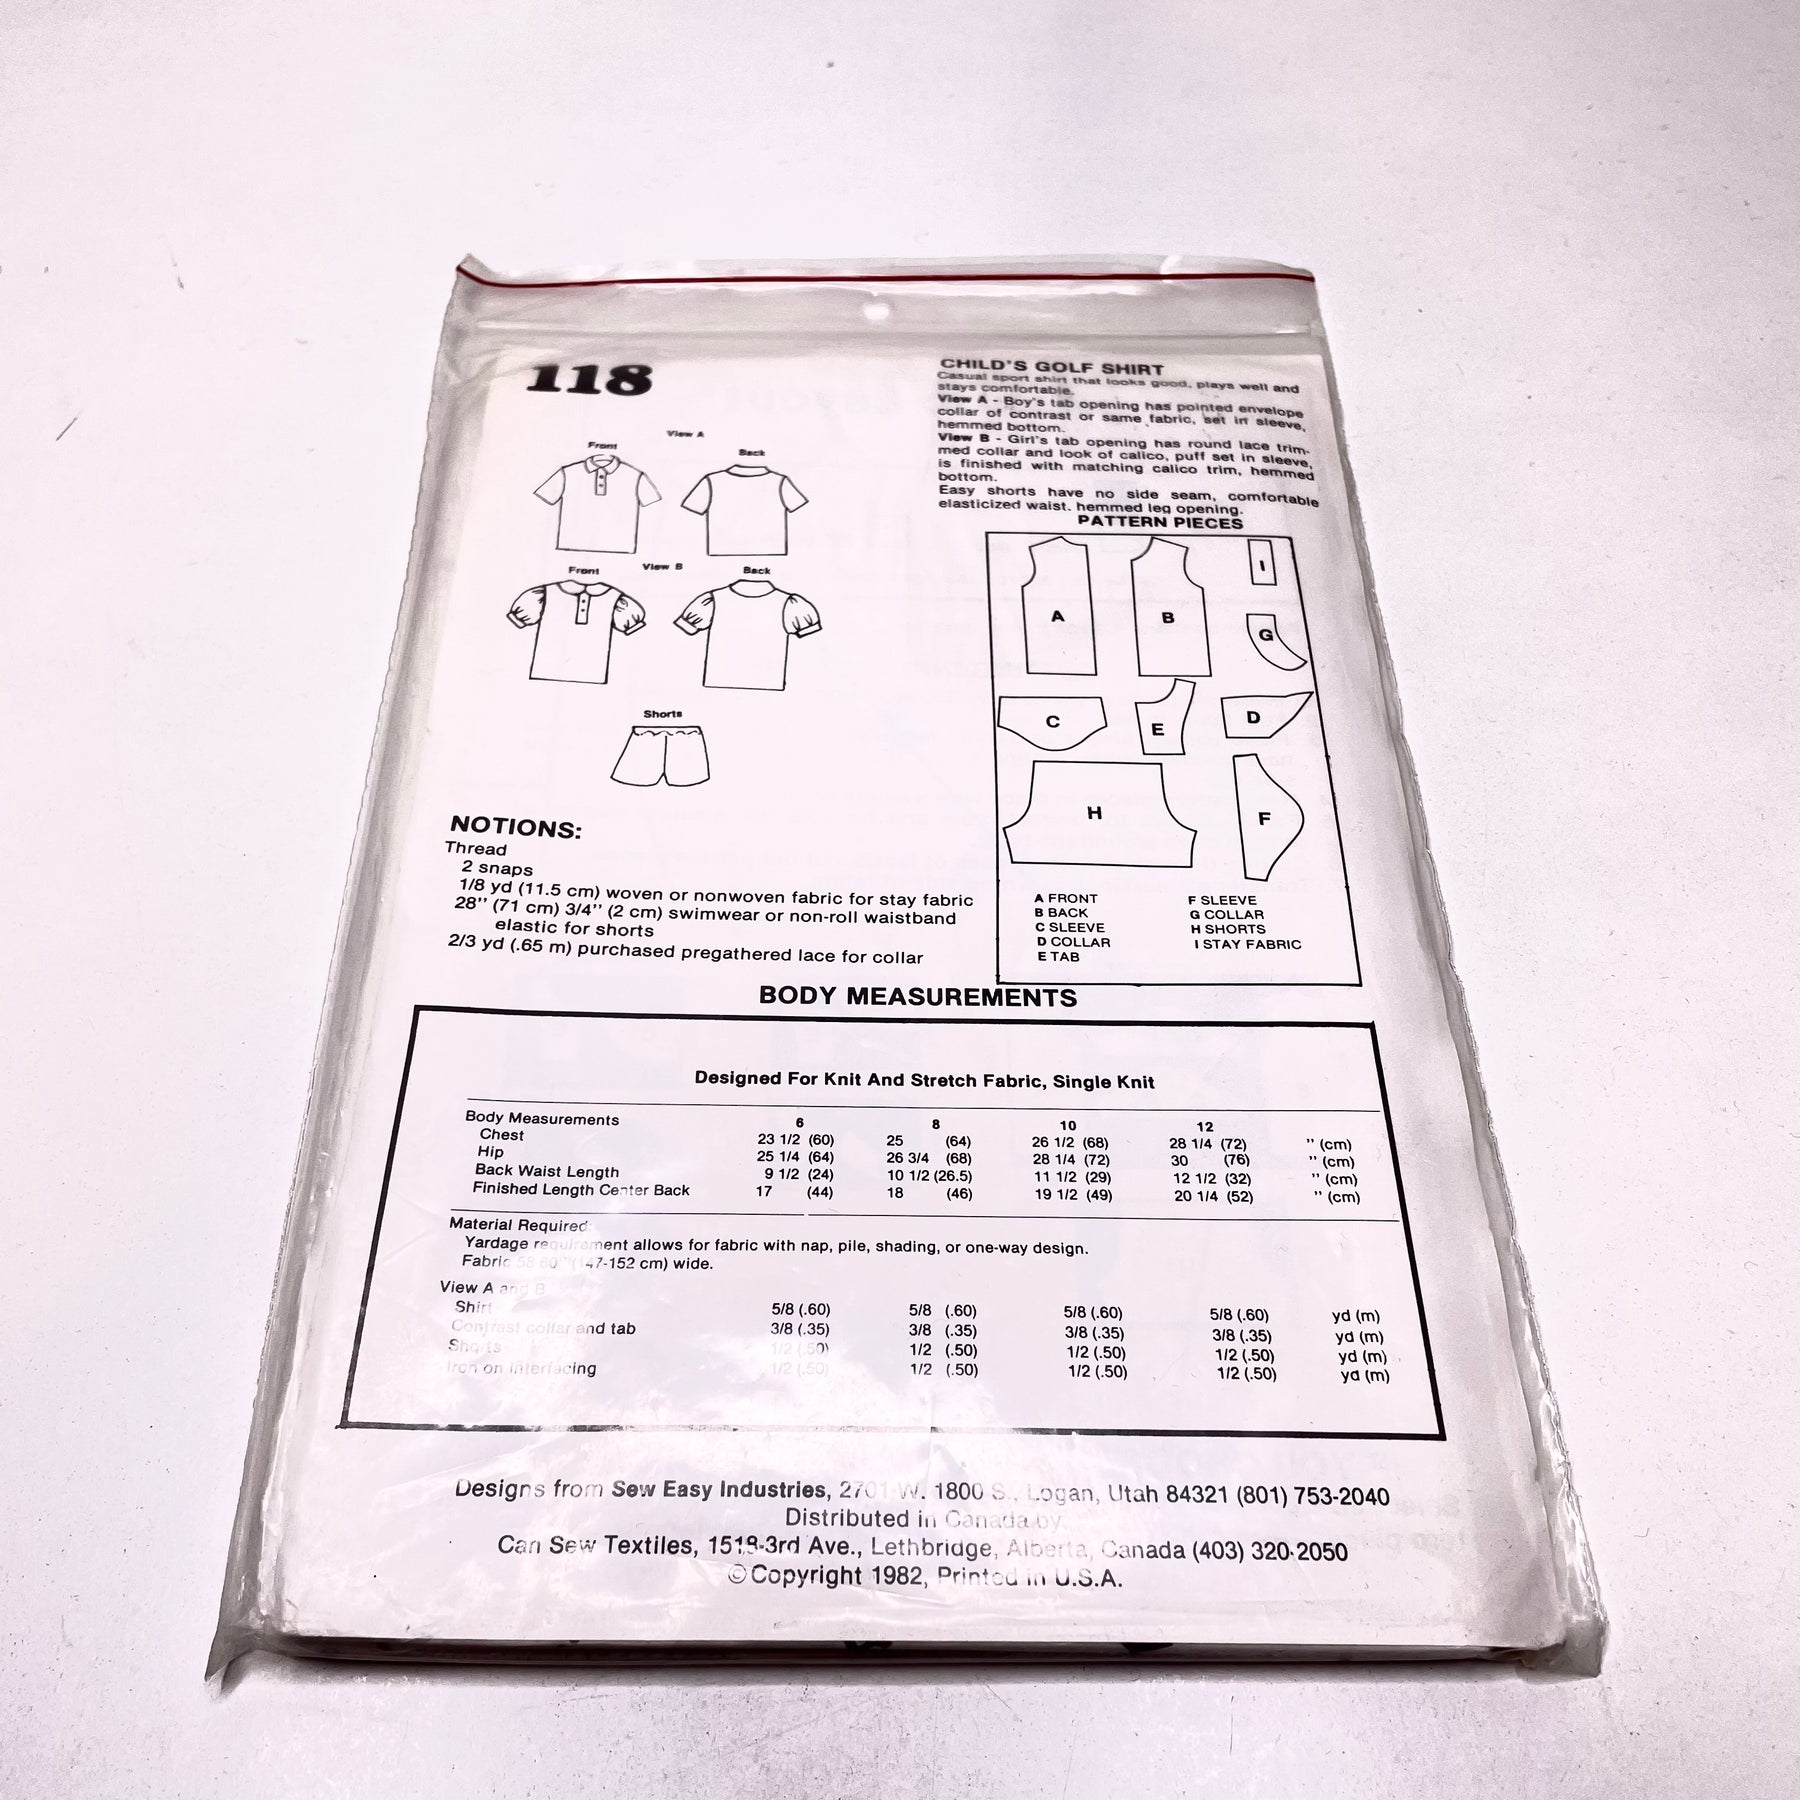 118
CHILD'S GOLF SHIRT
Casual sport shirt that looks good, plays well and
stays comfortable.
View A - Boy's tab opening has pointed envelope
collar of contrast or same fabric, set in sleeve,
hemmed bottom.
View B - Girl's tab opening has round lace trim-
med collar and look of calico, puff set in sleeve,
is finished with matching calico trim, hemmed
bottom.
Easy shorts have no side seam, comfortable
elasticized waist. hemmed leg opening.
View A
Front
Back
View B
Front
Back
Shorts
PATTERN PIECES
A
B
I
G
C
E
D
H
F
A FRONT
B BACK
C SLEEVE
D COLLAR
E TAB
F SLEEVE
G COLLAR
H SHORTS
I STAY FABRIC
NOTIONS:
Thread
2 snaps
1/8 yd (11.5 cm) woven or nonwoven fabric for stay fabric
28'' (71 cm) 3/4'' (2 cm) swimwear or non-roll waistband
elastic for shorts
2/3 yd (.65 m) purchased pregathered lace for collar
BODY MEASUREMENTS
Designed For Knit And Stretch Fabric, Single Knit
Body Measurements 6 8 10 12
Chest 23 1/2 (60) 25 (64) 26 1/2 (68) 28 1/4 (72) '' (cm)
Hip 25 1/4 (64) 26 3/4 (68) 28 1/4 (72) 30 (76) '' (cm)
Back Waist Length 9 1/2 (24) 10 1/2 (26.5) 11 1/2 (29) 12 1/2 (32) '' (cm)
Finished Length Center Back 17 (44) 18 (46) 19 1/2 (49) 20 1/4 (52) '' (cm)
Material Required
Yardage requirement allows for fabric with nap, pile, shading, or one-way design.
Fabric 58-60'' (147-152 cm) wide.
View A and B
Shirt 5/8 (.60) 5/8 (.60) 5/8 (.60) 5/8 (.60) yd (m)
Contrast collar and tab 3/8 (.35) 3/8 (.35) 3/8 (.35) 3/8 (.35) yd (m)
Shorts 1/2 (.50) 1/2 (.50) 1/2 (.50) 1/2 (.50) yd (m)
Iron on Interfacing 1/2 (.50) 1/2 (.50) 1/2 (.50) 1/2 (.50) yd (m)
Designs from Sew Easy Industries, 2701 W. 1800 S., Logan, Utah 84321 (801) 753-2040
Distributed in Canada by
Can Sew Textiles, 1518-3rd Ave., Lethbridge, Alberta, Canada (403) 320-2050
©Copyright 1982, Printed in U.S.A.